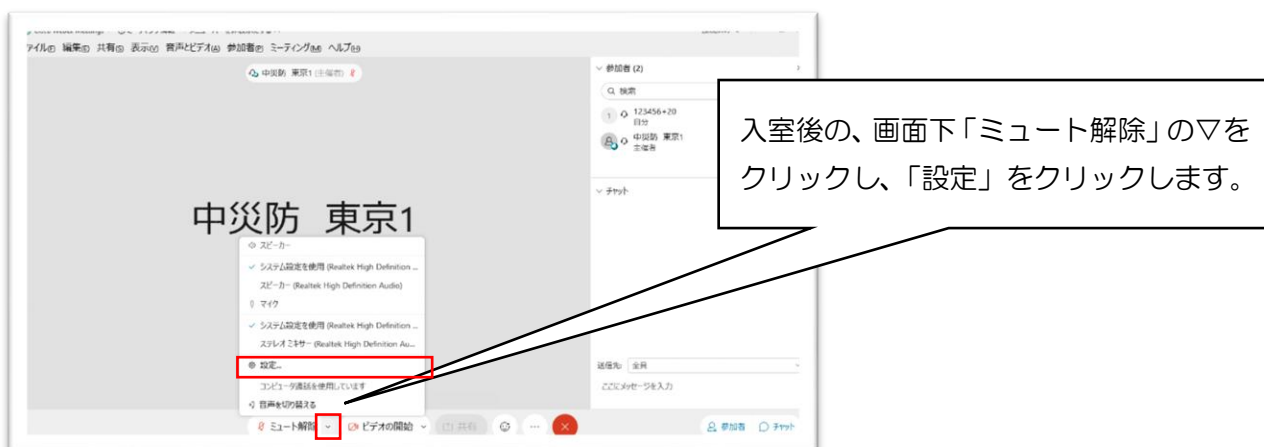 ァイル(F) 編集(E) 共有(S) 表示(V) 音声とビデオ(A) 参加者(P) ミーティング(M) ヘルプ(H)
中災防 東京1 (主催者)
参加者 (2)
検索
1 123456+20
自分
中災防 東京1
主催者
入室後の、画面下「ミュート解除」の▽を
クリックし、「設定」をクリックします。
チャット
中災防 東京1
スピーカー
システム設定を使用 (Realtek High Definition ...
スピーカー (Realtek High Definition Audio)
マイク
システム設定を使用 (Realtek High Definition ...
ステレオ ミキサー (Realtek High Definition Au...
設定...
コンピュータ通話を使用しています
音声を切り替える
送信先: 全員
ここにメッセージを入力
ミュート解除 ビデオの開始 共有 ... 参加者 チャット